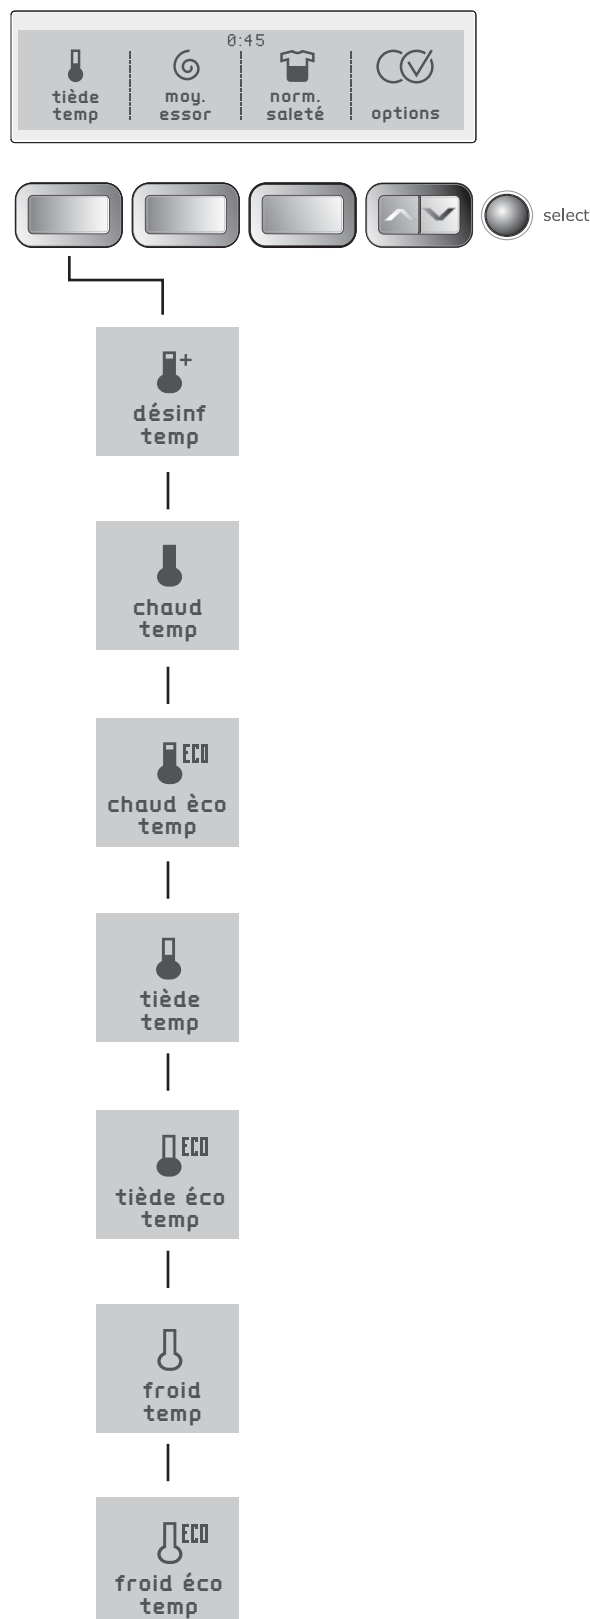 0:45
tiède moy. norm.
temp essor saleté options
select
désinf
temp
chaud
temp
ECO
chaud èco
temp
tiède
temp
ECO
tiède éco
temp
froid
temp
ECO
froid éco
temp